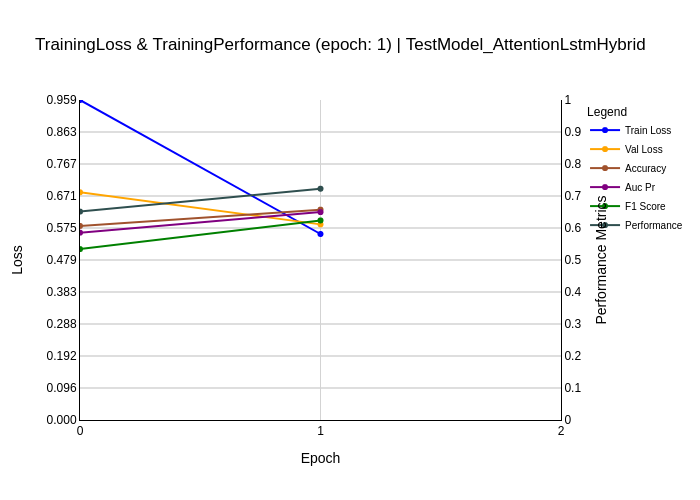 TrainingLoss & TrainingPerformance (epoch: 1) | TestModel_AttentionLstmHybrid
Loss
0.959
0.863
0.767
0.671
0.575
0.479
0.383
0.288
0.192
0.096
0.000
0
1
2
Epoch
1
0.9
0.8
0.7
0.6
0.5
0.4
0.3
0.2
0.1
0
Performance Metrics
Legend
Train Loss
Val Loss
Accuracy
Auc Pr
F1 Score
Performance